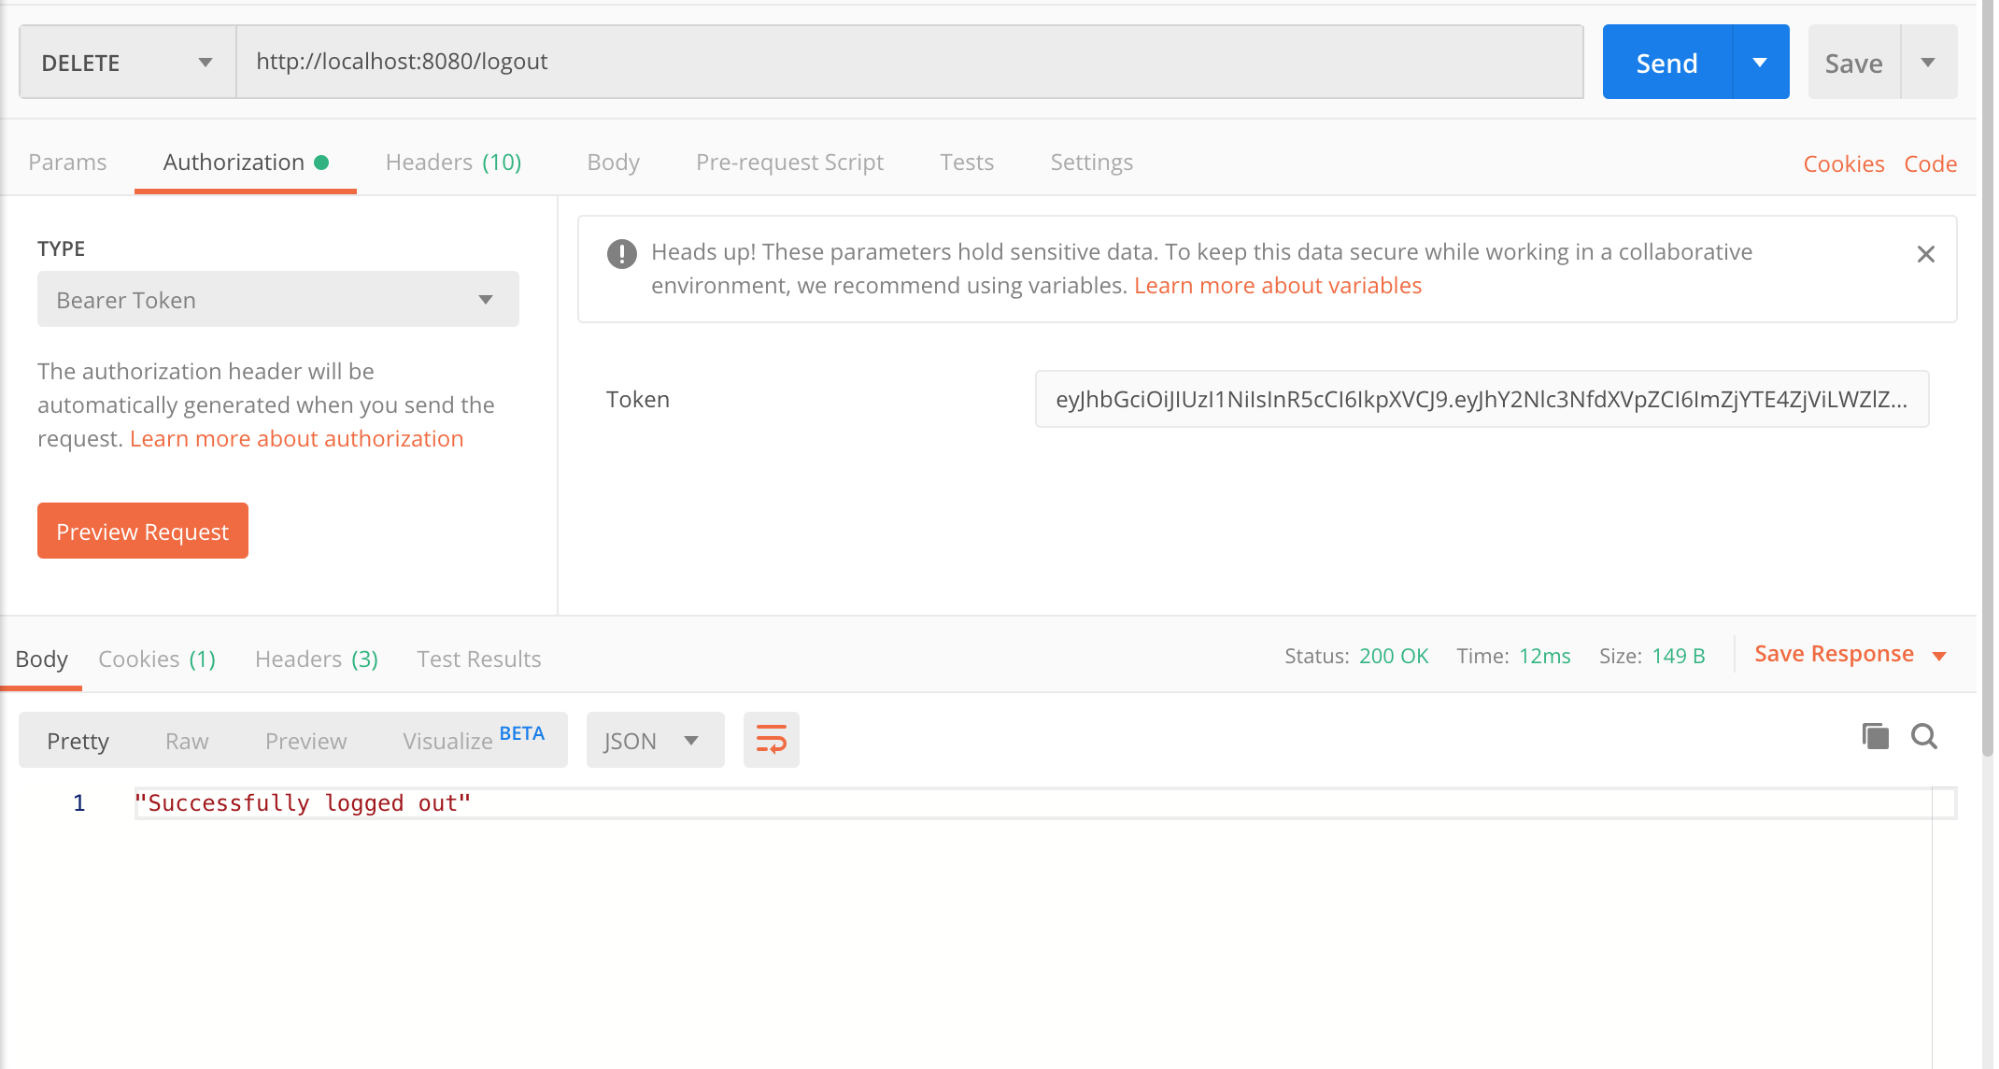 DELETE
http://localhost:8080/logout
Send
Save
Params
Authorization
Headers (10)
Body
Pre-request Script
Tests
Settings
Cookies
Code
TYPE
Bearer Token
The authorization header will be
automatically generated when you send the
request. Learn more about authorization
Preview Request
Heads up! These parameters hold sensitive data. To keep this data secure while working in a collaborative
environment, we recommend using variables. Learn more about variables
Token
eyJhbGciOiJIUzI1NiIsInR5cCI6IkpXVCJ9.eyJhY2Nlc3NfdXVpZCI6ImZjYTE4ZjViLWZlZ...
Body
Cookies (1)
Headers (3)
Test Results
Status: 200 OK
Time: 12ms
Size: 149 B
Save Response
Pretty
Raw
Preview
Visualize BETA
JSON
1
"Successfully logged out"